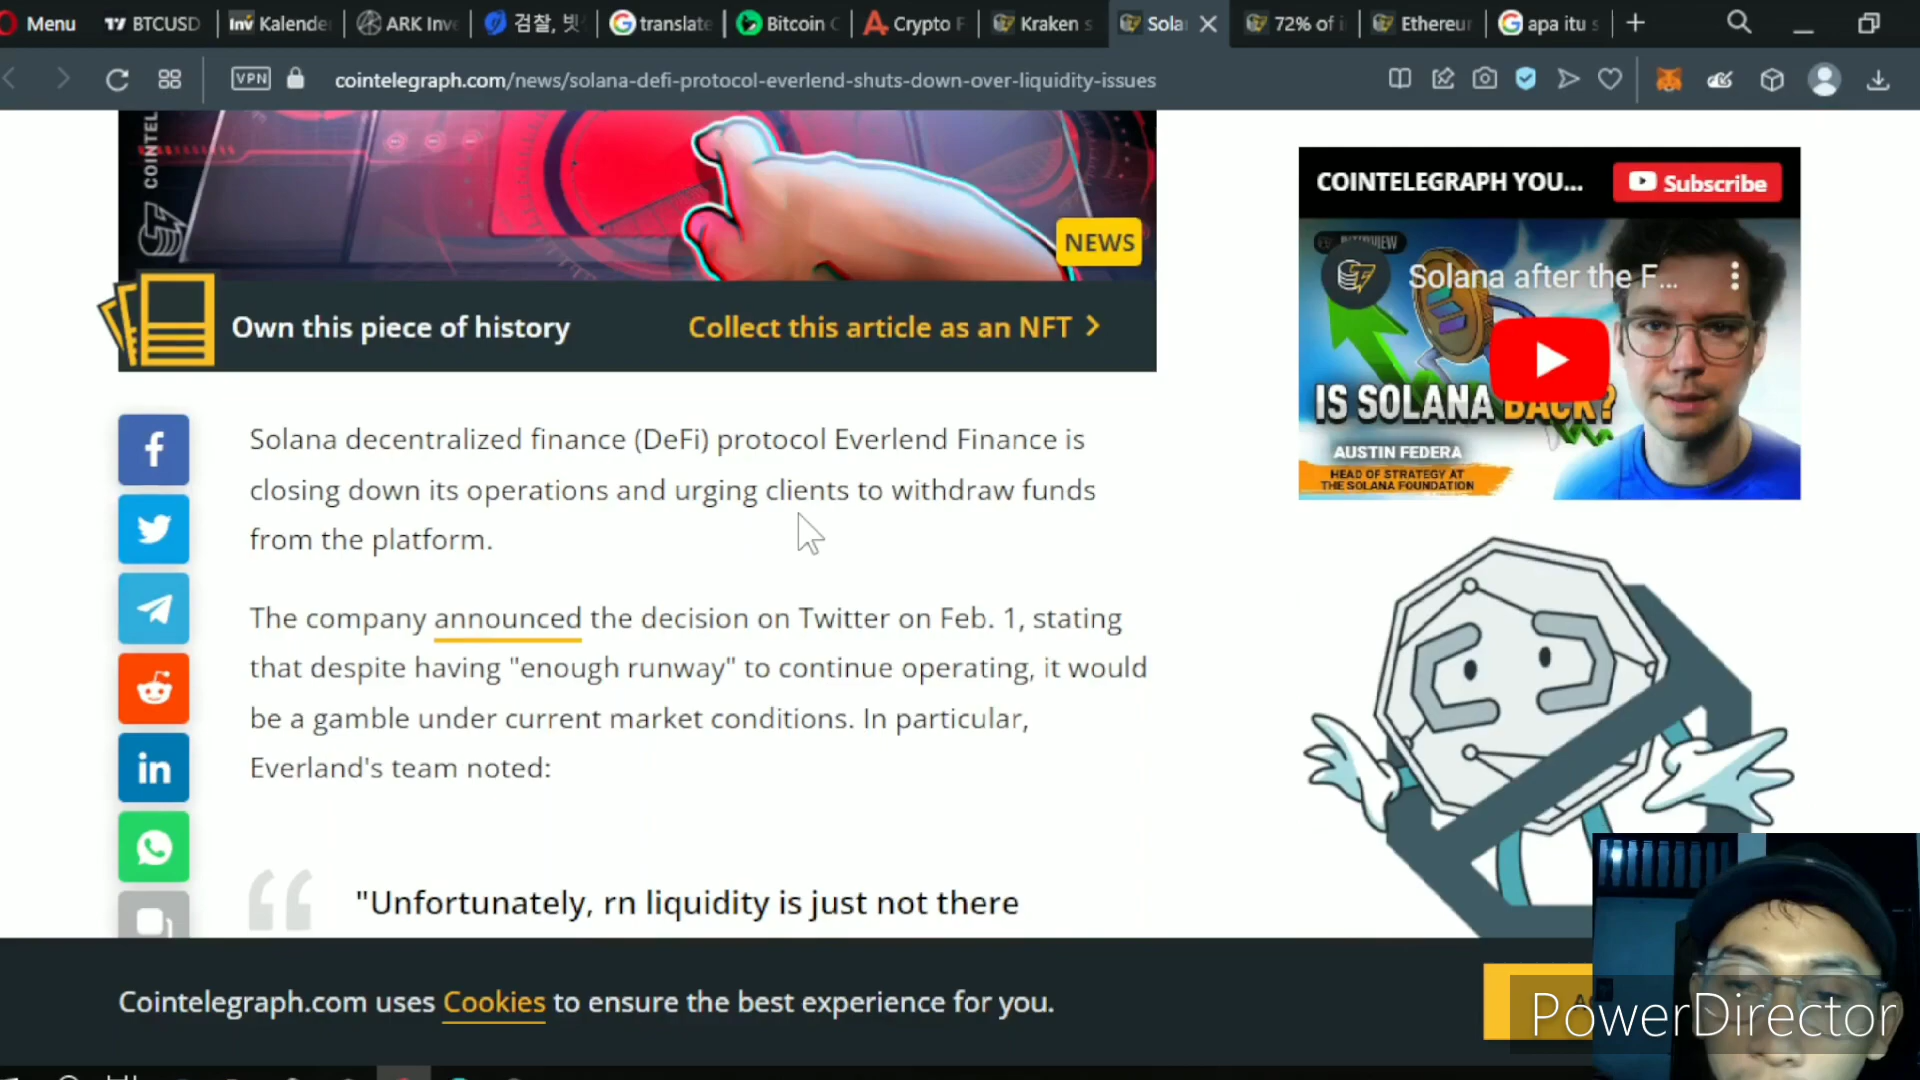 Menu
BTCUSD
Inv Kalende
ARK Inve
검찰, 빗
translate
Bitcoin C
Crypto F
Kraken s
Sola
72% of i
Ethereu
apa itu s
VPN
cointelegraph.com/news/solana-defi-protocol-everlend-shuts-down-over-liquidity-issues
COINTEL
NEWS
Own this piece of history
Collect this article as an NFT >
Solana decentralized finance (DeFi) protocol Everlend Finance is
closing down its operations and urging clients to withdraw funds
from the platform.
The company announced the decision on Twitter on Feb. 1, stating
that despite having "enough runway" to continue operating, it would
be a gamble under current market conditions. In particular,
Everland's team noted:
"Unfortunately, rn liquidity is just not there
COINTELEGRAPH YOU...
Subscribe
INTERVIEW
Solana after the F...
IS SOLANA BACK?
AUSTIN FEDERA
HEAD OF STRATEGY AT
THE SOLANA FOUNDATION
Cointelegraph.com uses Cookies to ensure the best experience for you.
PowerDirector